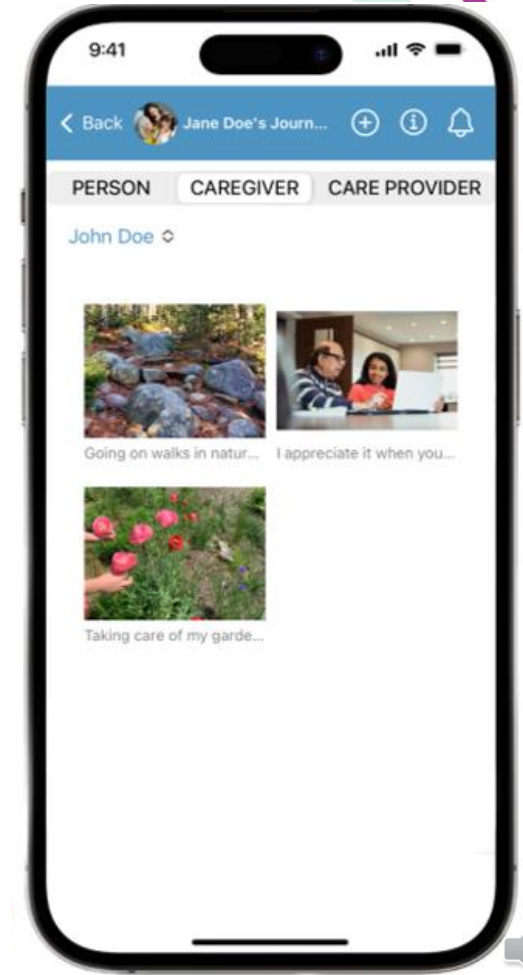 9:41
Back Jane Doe's Journ...
PERSON CAREGIVER CARE PROVIDER
John Doe
Going on walks in natur... I appreciate it when you...
Taking care of my garde...